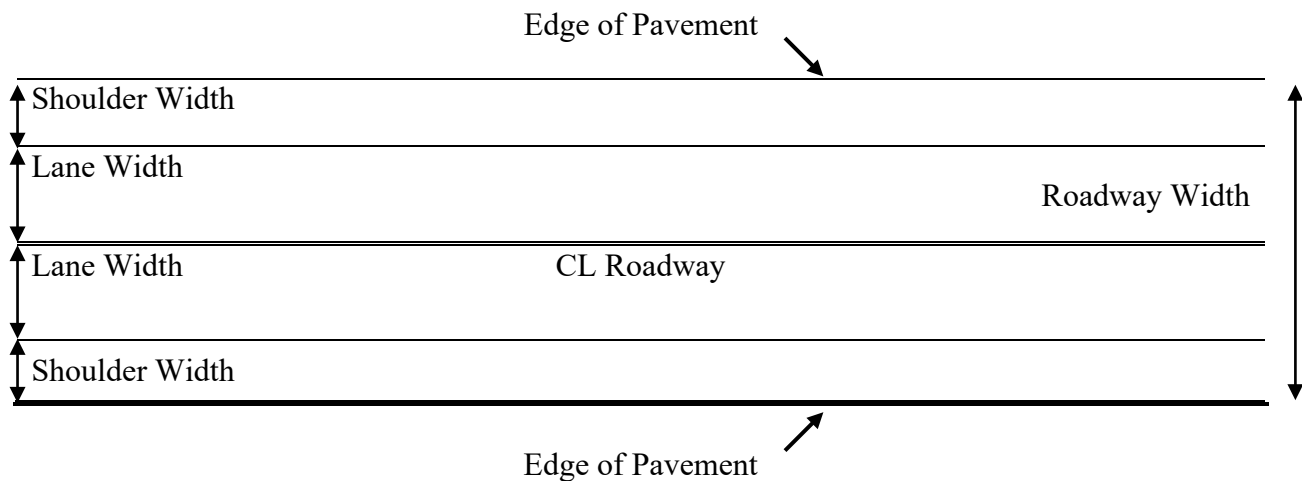 Edge of Pavement
Shoulder Width
Lane Width
Roadway Width
Lane Width
CL Roadway
Shoulder Width
Edge of Pavement